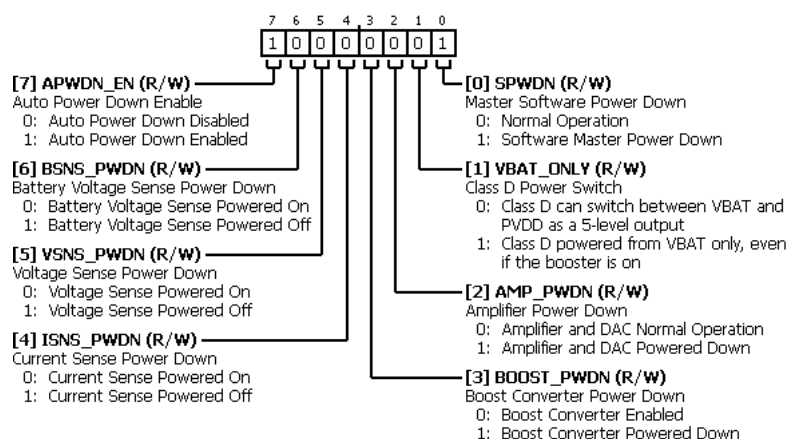 7 6 5 4 3 2 1 0
1 0 0 0 0 0 0 1
[7] APWDN_EN (R/W)
Auto Power Down Enable
0: Auto Power Down Disabled
1: Auto Power Down Enabled
[6] BSNS_PWDN (R/W)
Battery Voltage Sense Power Down
0: Battery Voltage Sense Powered On
1: Battery Voltage Sense Powered Off
[5] VSNS_PWDN (R/W)
Voltage Sense Power Down
0: Voltage Sense Powered On
1: Voltage Sense Powered Off
[4] ISNS_PWDN (R/W)
Current Sense Power Down
0: Current Sense Powered On
1: Current Sense Powered Off
[0] SPWDN (R/W)
Master Software Power Down
0: Normal Operation
1: Software Master Power Down
[1] VBAT_ONLY (R/W)
Class D Power Switch
0: Class D can switch between VBAT and
PVDD as a 5-level output
1: Class D powered from VBAT only, even
if the booster is on
[2] AMP_PWDN (R/W)
Amplifier Power Down
0: Amplifier and DAC Normal Operation
1: Amplifier and DAC Powered Down
[3] BOOST_PWDN (R/W)
Boost Converter Power Down
0: Boost Converter Enabled
1: Boost Converter Powered Down